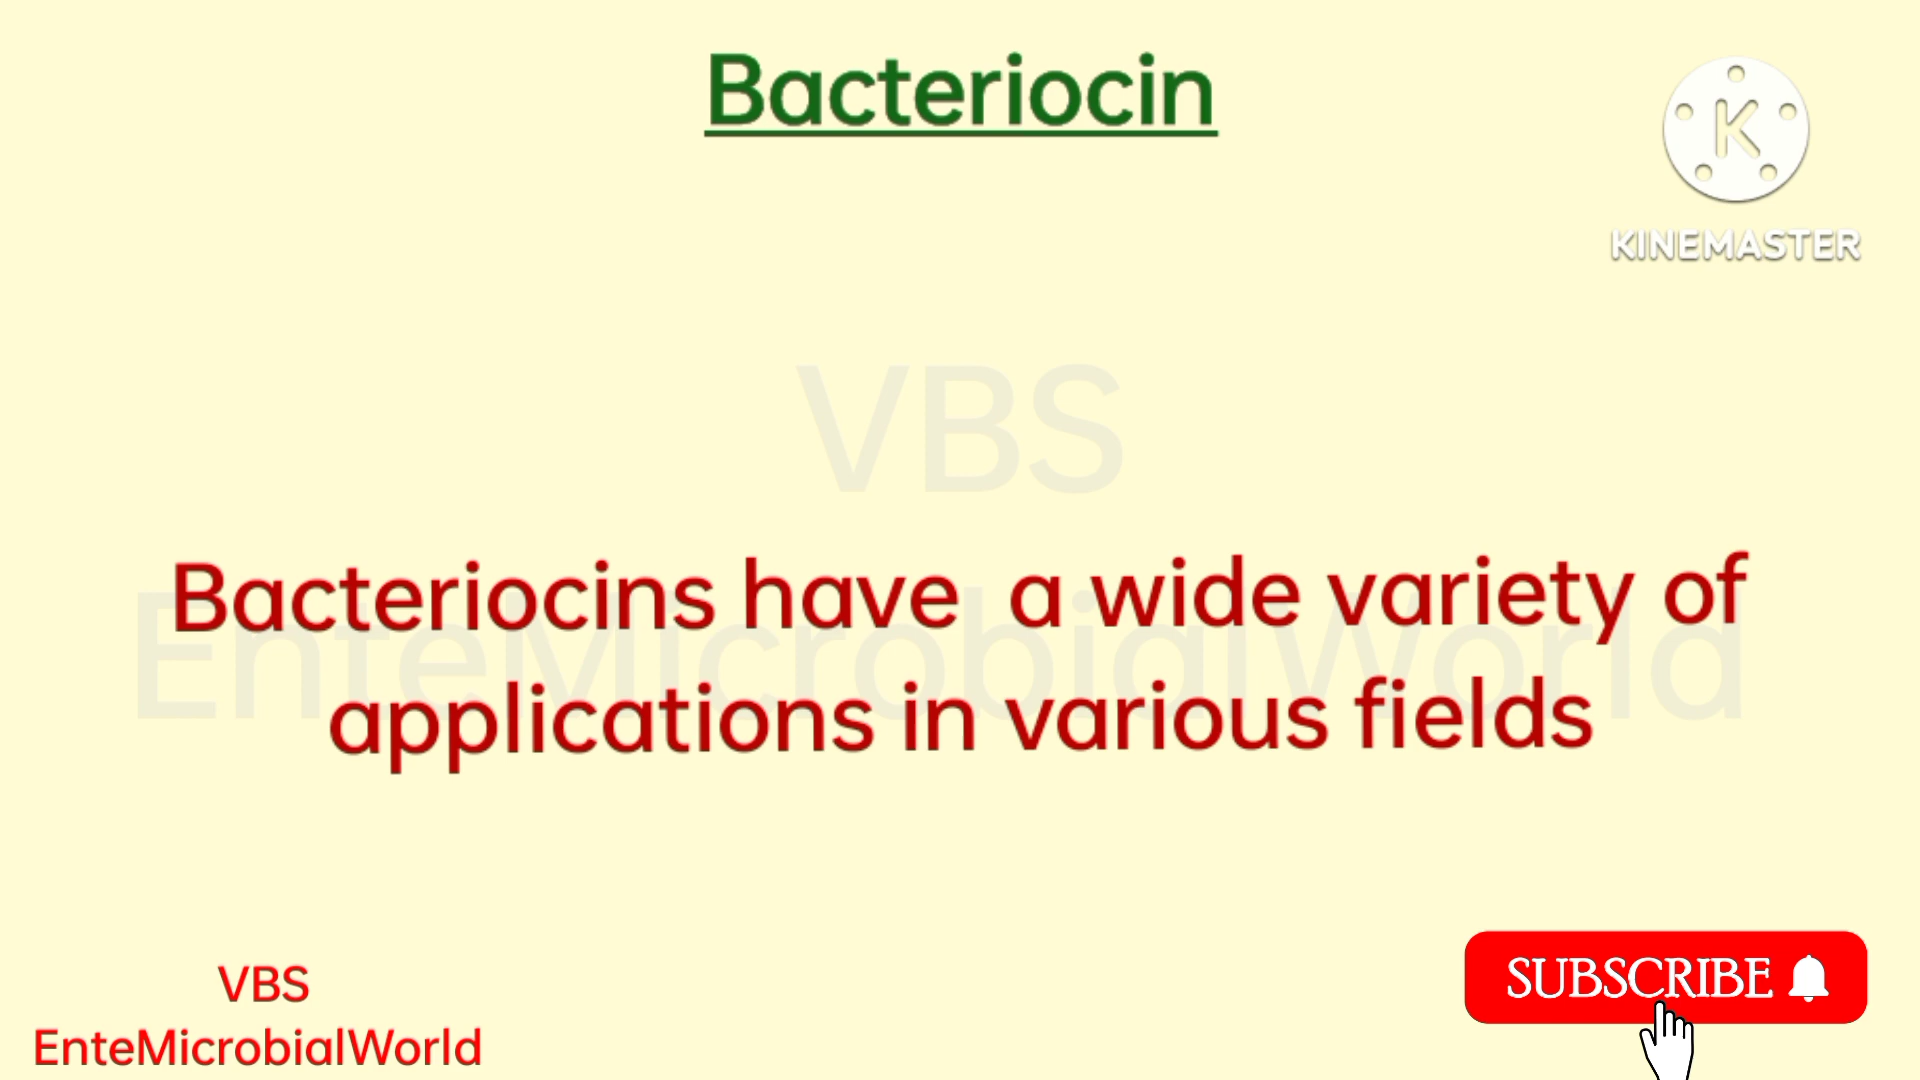 Bacteriocin
K
KINEMASTER
VBS
EnteMicrobialWorld
Bacteriocins have a wide variety of
applications in various fields
VBS
EnteMicrobialWorld
SUBSCRIBE